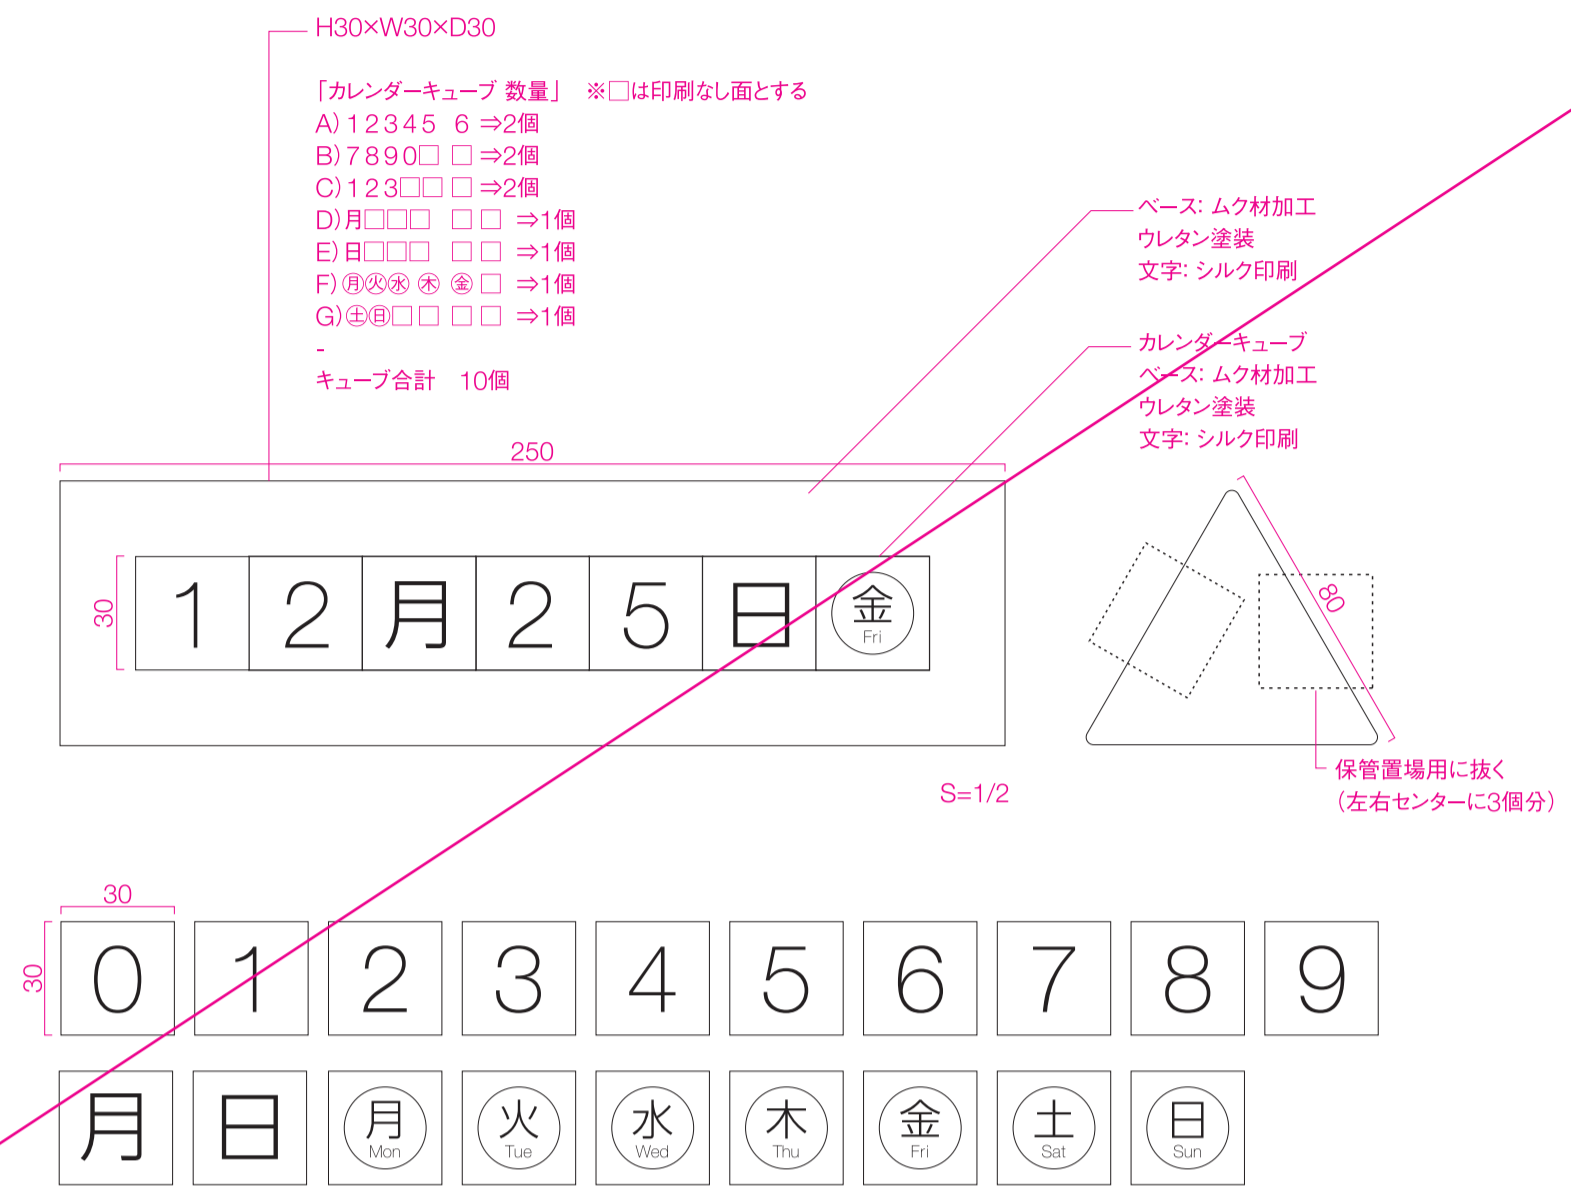 H30×W30×D30
「カレンダーキューブ 数量」 ※□は印刷なし面とする
A) 1 2 3 4 5 6 ⇒2個
B) 7 8 9 0 □ □ ⇒2個
C) 1 2 3 □ □ □ ⇒2個
D) 月 □ □ □ □ □ ⇒1個
E) 日 □ □ □ □ □ ⇒1個
F) ㊊ ㊋ ㊌ ㊍ ㊎ □ ⇒1個
G) ㊏ ㊐ □ □ □ □ ⇒1個
-
キューブ合計 10個
ベース: ムク材加工
ウレタン塗装
文字: シルク印刷
カレンダーキューブ
ベース: ムク材加工
ウレタン塗装
文字: シルク印刷
250
30
1 2 月 2 5 日 金
Fri
80
保管置場用に抜く
(左右センターに3個分)
S=1/2
30
30
0 1 2 3 4 5 6 7 8 9
月 日 月 火 水 木 金 土 日
Mon Tue Wed Thu Fri Sat Sun